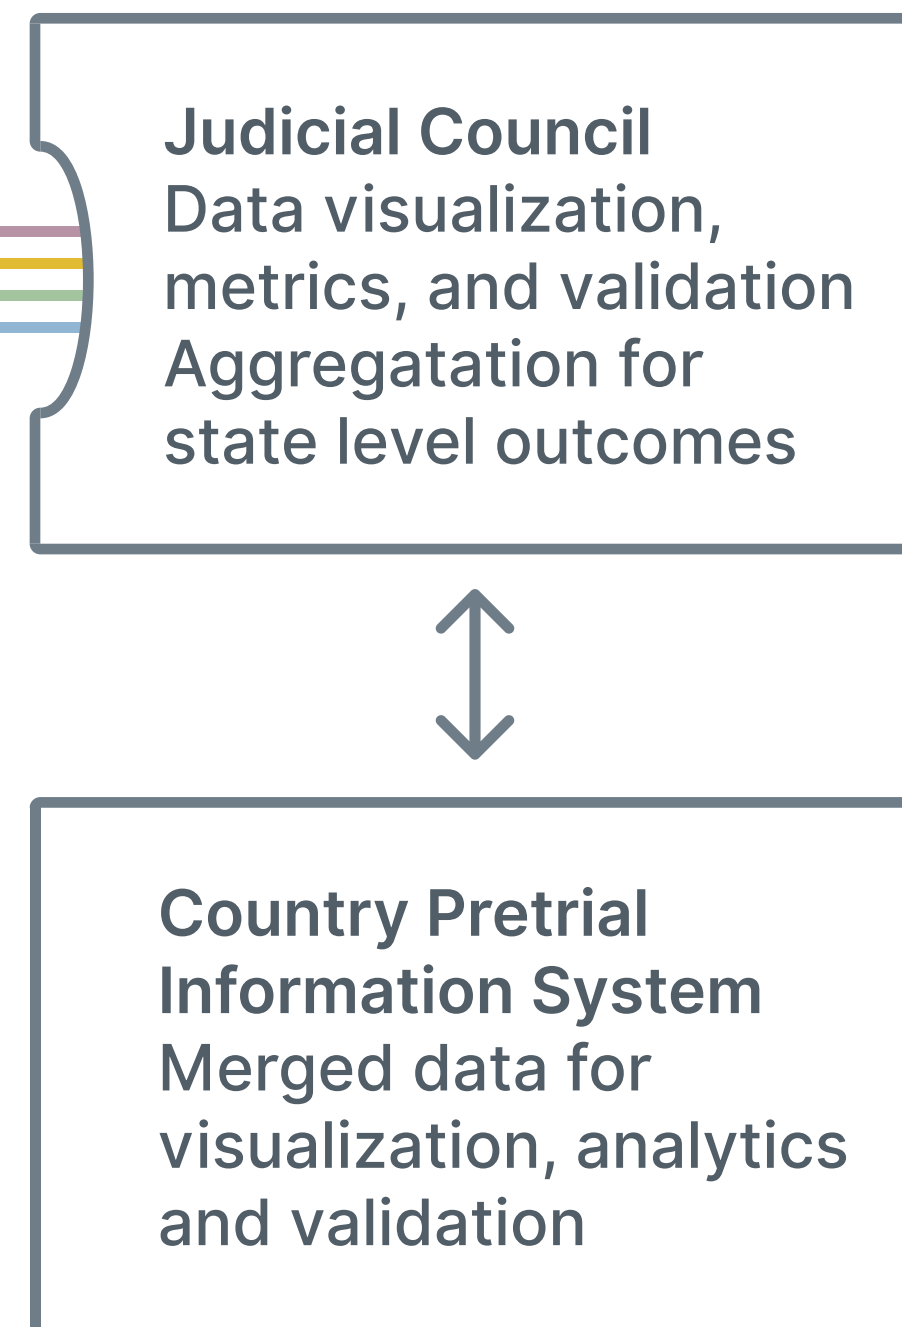 Judicial Council
Data visualization,
metrics, and validation
Aggregatation for
state level outcomes
Country Pretrial
Information System
Merged data for
visualization, analytics
and validation